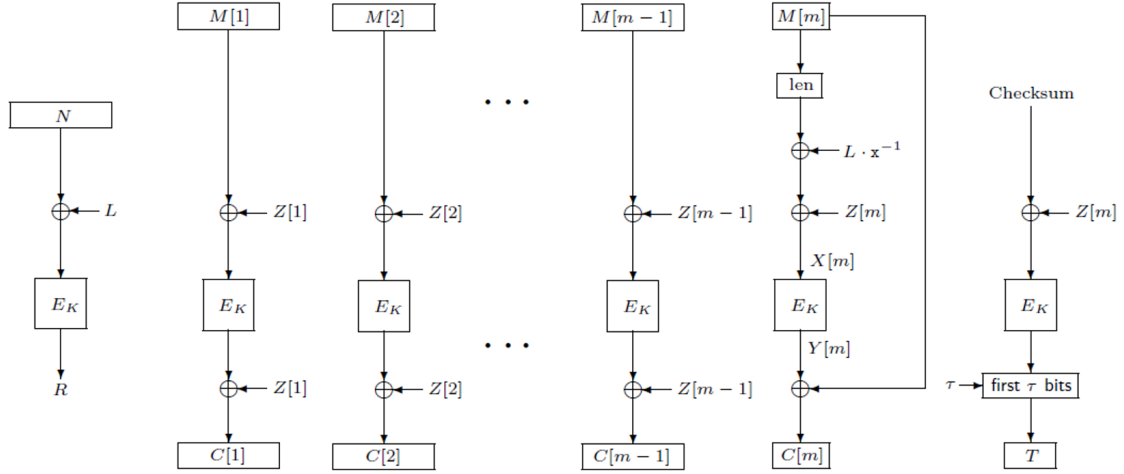 M[1] M[2] M[m − 1] M[m]
len
N Checksum
· · ·
L · x⁻¹
L Z[1] Z[2] Z[m − 1] Z[m] Z[m]
X[m]
E_K E_K E_K E_K E_K E_K
· · · Y[m]
R Z[1] Z[2] Z[m − 1] τ first τ bits
C[1] C[2] C[m − 1] C[m] T